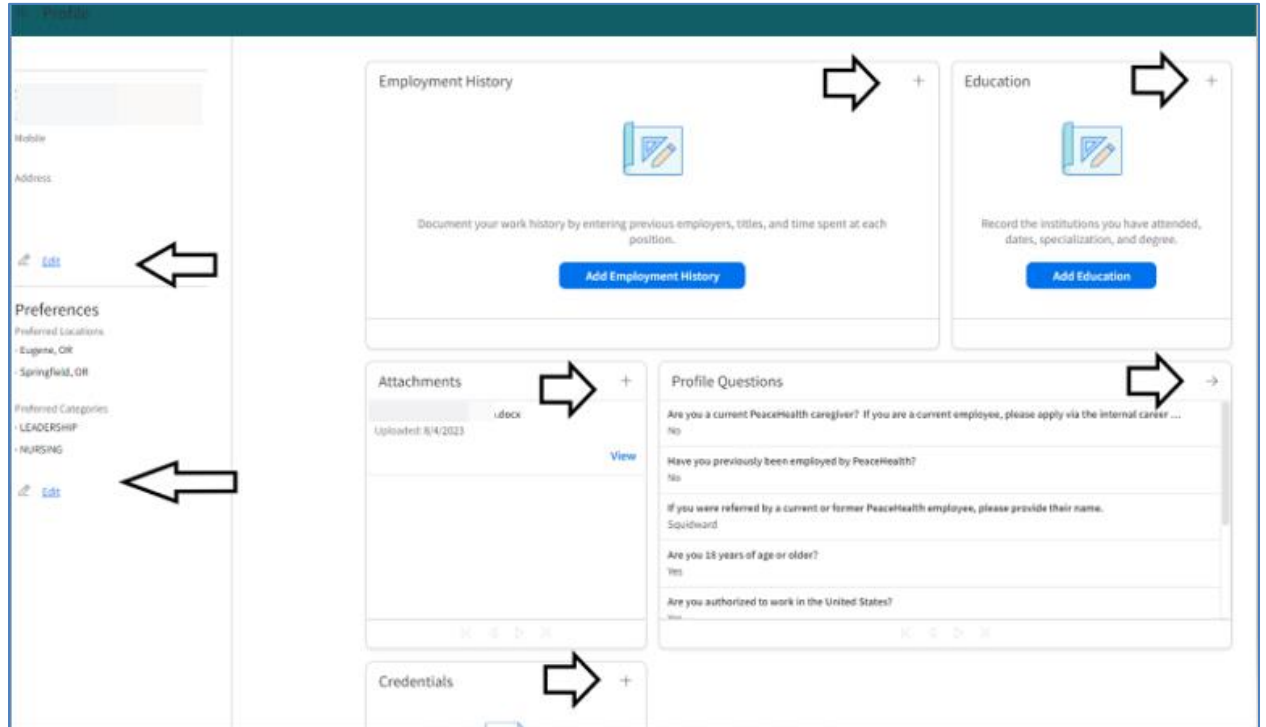 Profile
Mobile
Address
Edit
Preferences
Preferred Locations
- Eugene, OR
- Springfield, OR
Preferred Categories
- LEADERSHIP
- NURSING
Edit
Employment History
Document your work history by entering previous employers, titles, and time spent at each
position.
Add Employment History
Education
Record the institutions you have attended,
dates, specialization, and degree.
Add Education
Attachments
.docx
Uploaded: 8/4/2023
View
Profile Questions
Are you a current PeaceHealth caregiver? If you are a current employee, please apply via the internal career ...
No
Have you previously been employed by PeaceHealth?
No
If you were referred by a current or former PeaceHealth employee, please provide their name.
Squidward
Are you 18 years of age or older?
Yes
Are you authorized to work in the United States?
Yes
Credentials